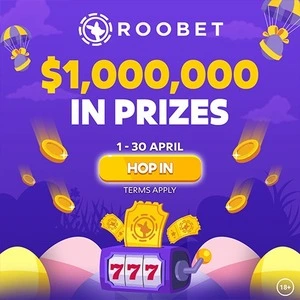 ROOBET
$1,000,000
IN PRIZES
1 - 30 APRIL
HOP IN
TERMS APPLY
777
18+